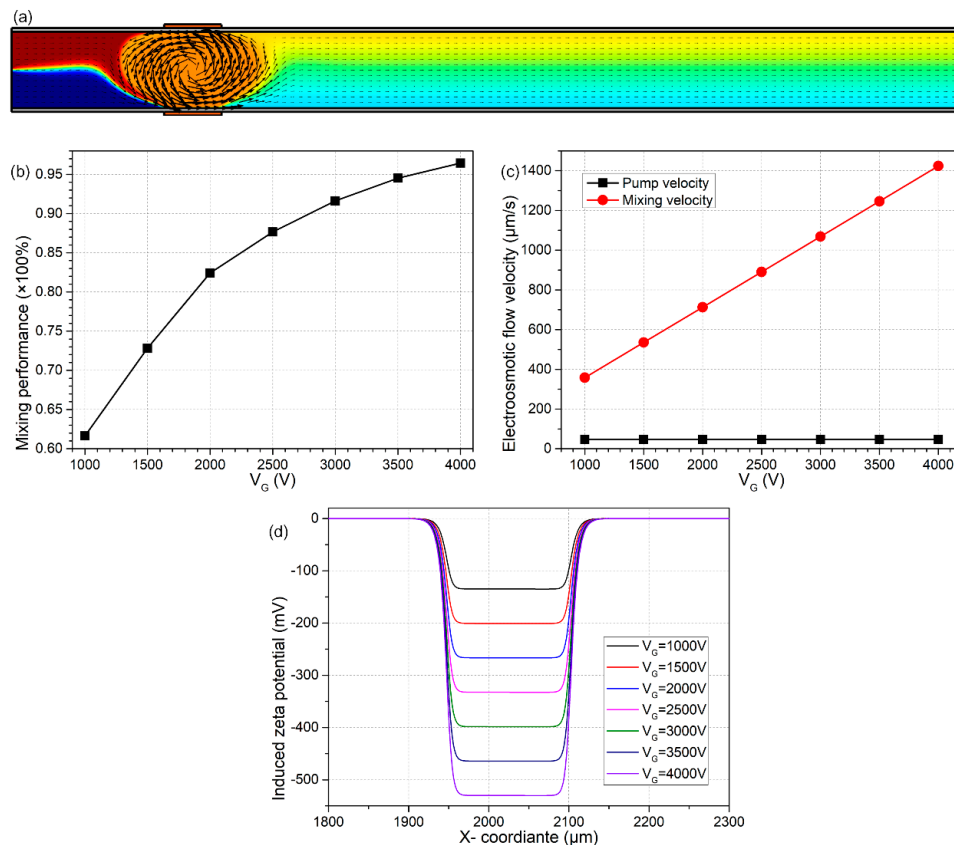 (a)
(b)
Mixing performance (×100%)
0.95
0.90
0.85
0.80
0.75
0.70
0.65
0.60
1000 1500 2000 2500 3000 3500 4000
V_G (V)
(c)
Electroosmotic flow velocity (μm/s)
1400
1200
1000
800
600
400
200
0
Pump velocity
Mixing velocity
1000 1500 2000 2500 3000 3500 4000
V_G (V)
(d)
Induced zeta potential (mV)
0
-100
-200
-300
-400
-500
V_G=1000V
V_G=1500V
V_G=2000V
V_G=2500V
V_G=3000V
V_G=3500V
V_G=4000V
1800 1900 2000 2100 2200 2300
X- coordiante (μm)